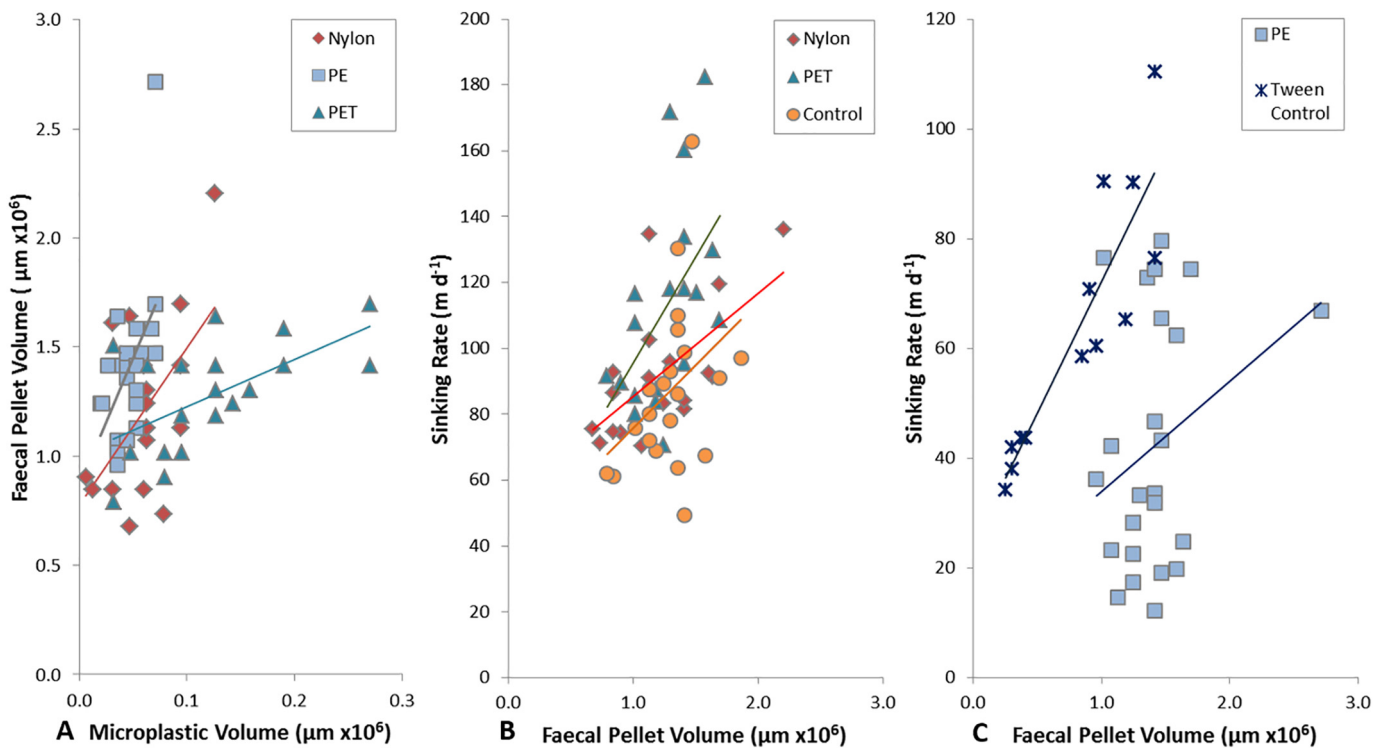 3.0
2.5
2.0
1.5
1.0
0.5
0.0
0.0
0.1
0.2
0.3
Faecal Pellet Volume ( µm x10⁶)
Nylon
PE
PET
A Microplastic Volume (µm x10⁶)
200
180
160
140
120
100
80
60
40
20
0
0.0
1.0
2.0
3.0
Sinking Rate (m d⁻¹)
Nylon
PET
Control
B Faecal Pellet Volume (µm x10⁶)
120
100
80
60
40
20
0
0.0
1.0
2.0
3.0
Sinking Rate (m d⁻¹)
PE
Tween
Control
C Faecal Pellet Volume (µm x10⁶)